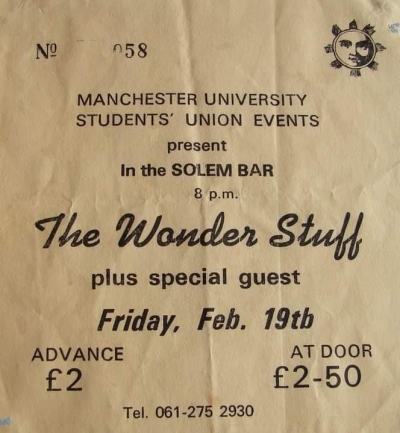 Nº 058
MANCHESTER UNIVERSITY
STUDENTS' UNION EVENTS
present
In the SOLEM BAR
8 p.m.
The Wonder Stuff
plus special guest
Friday, Feb. 19tb
ADVANCE AT DOOR
£2 £2-50
Tel. 061-275 2930